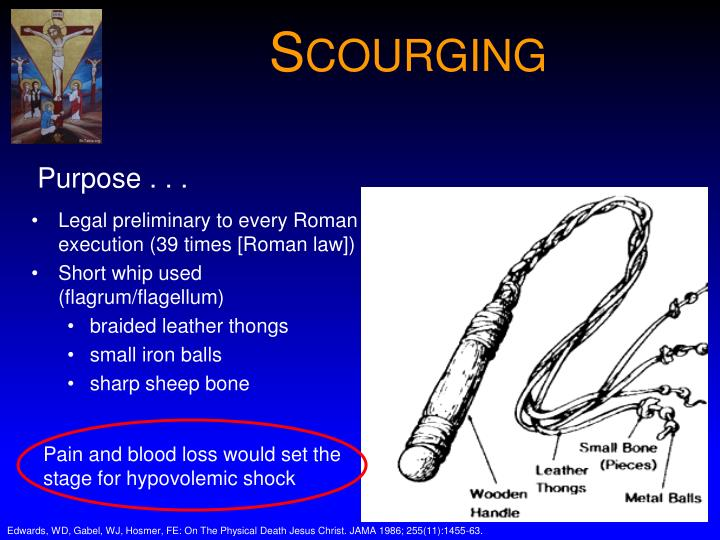 SCOURGING
Purpose . . .
• Legal preliminary to every Roman
execution (39 times [Roman law])
• Short whip used
(flagrum/flagellum)
• braided leather thongs
• small iron balls
• sharp sheep bone
Pain and blood loss would set the
stage for hypovolemic shock
Small Bone
(Pieces)
Leather
Thongs
Metal Balls
Wooden
Handle
Edwards, WD, Gabel, WJ, Hosmer, FE: On The Physical Death Jesus Christ. JAMA 1986; 255(11):1455-63.